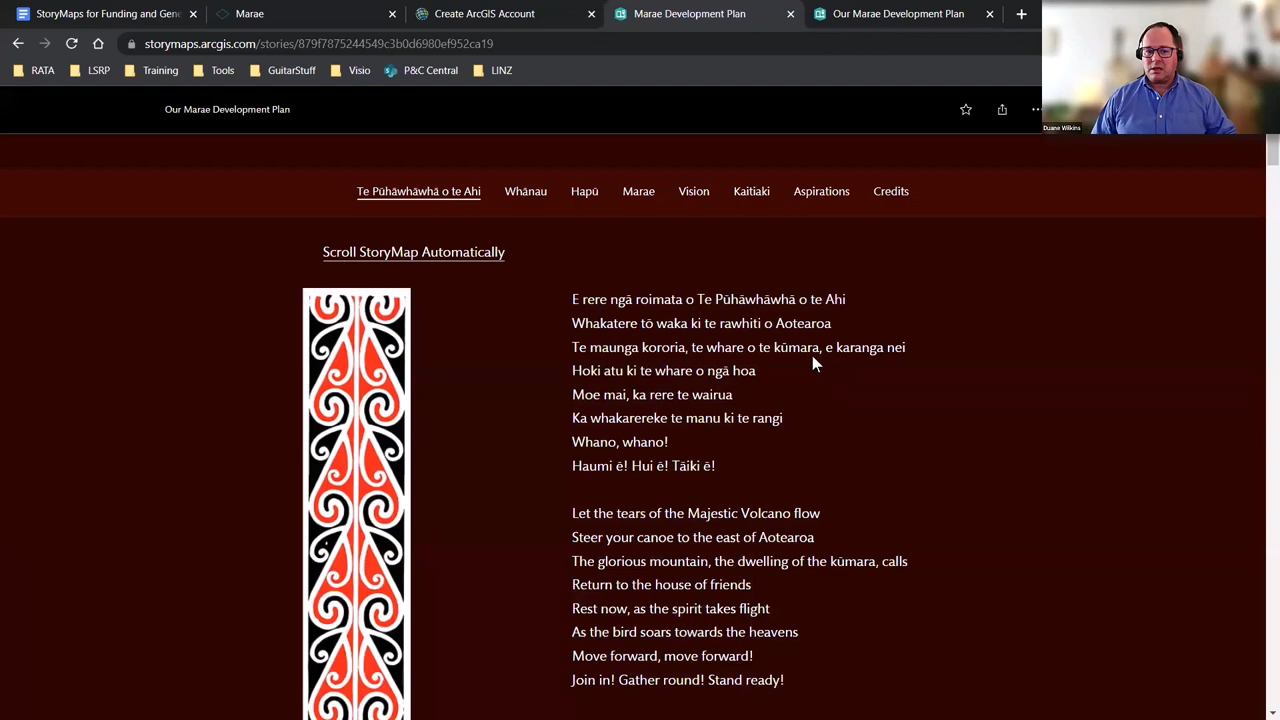 StoryMaps for Funding and Gene
Marae
Create ArcGIS Account
Marae Development Plan
Our Marae Development Plan
storymaps.arcgis.com/stories/879f7875244549c3b0d6980ef952ca19
RATA
LSRP
Training
Tools
GuitarStuff
Visio
P&C Central
LINZ
Duane Wilkins
Our Marae Development Plan
Te Pūhāwhāwhā o te Ahi
Whānau
Hapū
Marae
Vision
Kaitiaki
Aspirations
Credits
Scroll StoryMap Automatically
E rere ngā roimata o Te Pūhāwhāwhā o te Ahi
Whakatere tō waka ki te rawhiti o Aotearoa
Te maunga kororia, te whare o te kūmara, e karanga nei
Hoki atu ki te whare o ngā hoa
Moe mai, ka rere te wairua
Ka whakarereke te manu ki te rangi
Whano, whano!
Haumi ē! Hui ē! Tāiki ē!
Let the tears of the Majestic Volcano flow
Steer your canoe to the east of Aotearoa
The glorious mountain, the dwelling of the kūmara, calls
Return to the house of friends
Rest now, as the spirit takes flight
As the bird soars towards the heavens
Move forward, move forward!
Join in! Gather round! Stand ready!